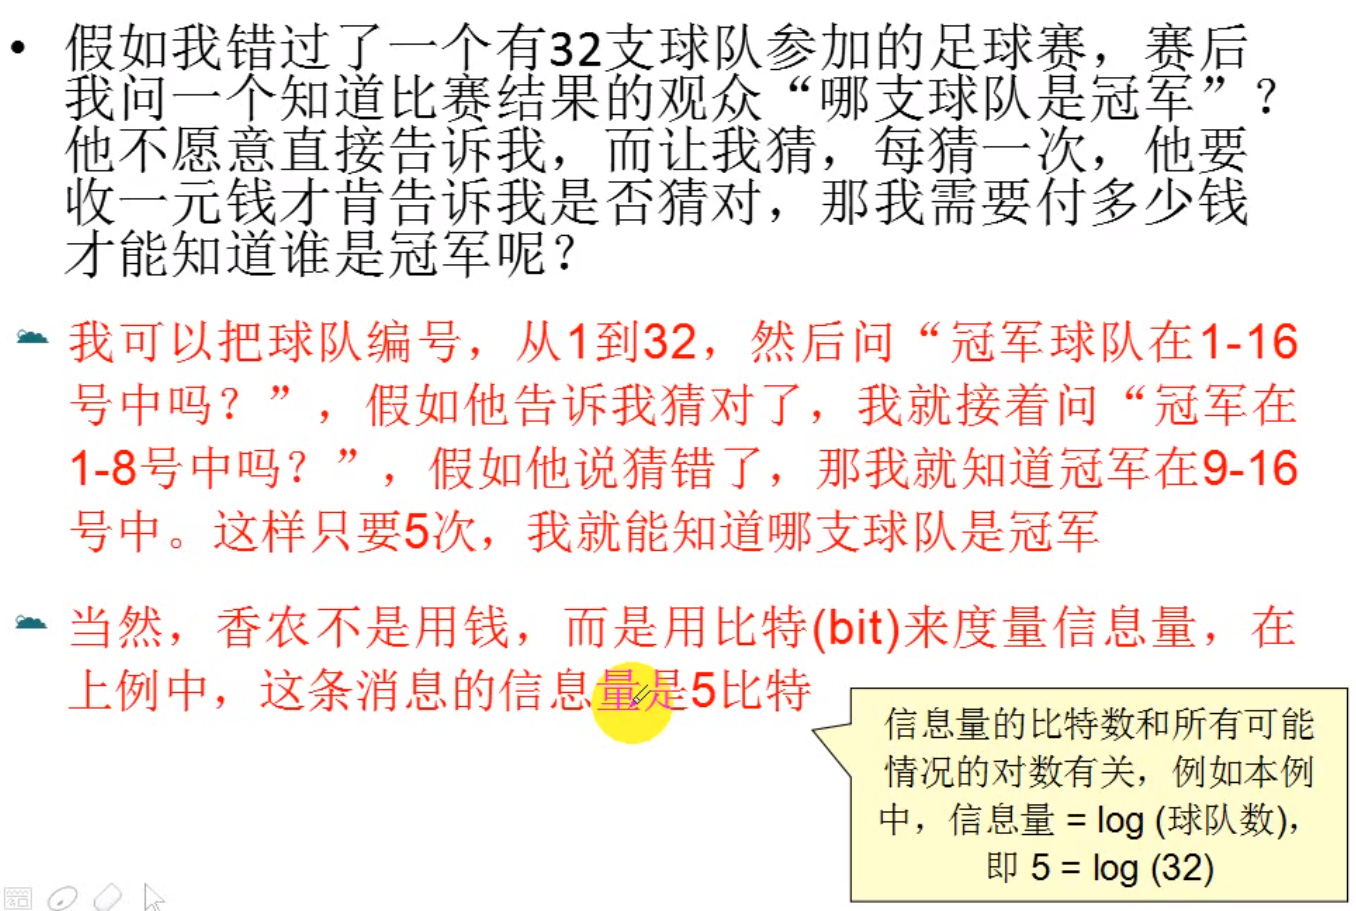 • 假如我错过了一个有32支球队参加的足球赛，赛后
我问一个知道比赛结果的观众“哪支球队是冠军”？
他不愿意直接告诉我，而让我猜，每猜一次，他要
收一元钱才肯告诉我是否猜对，那我需要付多少钱
才能知道谁是冠军呢？
我可以把球队编号，从1到32，然后问“冠军球队在1-16
号中吗？”，假如他告诉我猜对了，我就接着问“冠军在
1-8号中吗？”，假如他说猜错了，那我就知道冠军在9-16
号中。这样只要5次，我就能知道哪支球队是冠军
当然，香农不是用钱，而是用比特(bit)来度量信息量，在
上例中，这条消息的信息量是5比特
信息量的比特数和所有可能
情况的对数有关，例如本例
中，信息量 = log (球队数)，
即 5 = log (32)